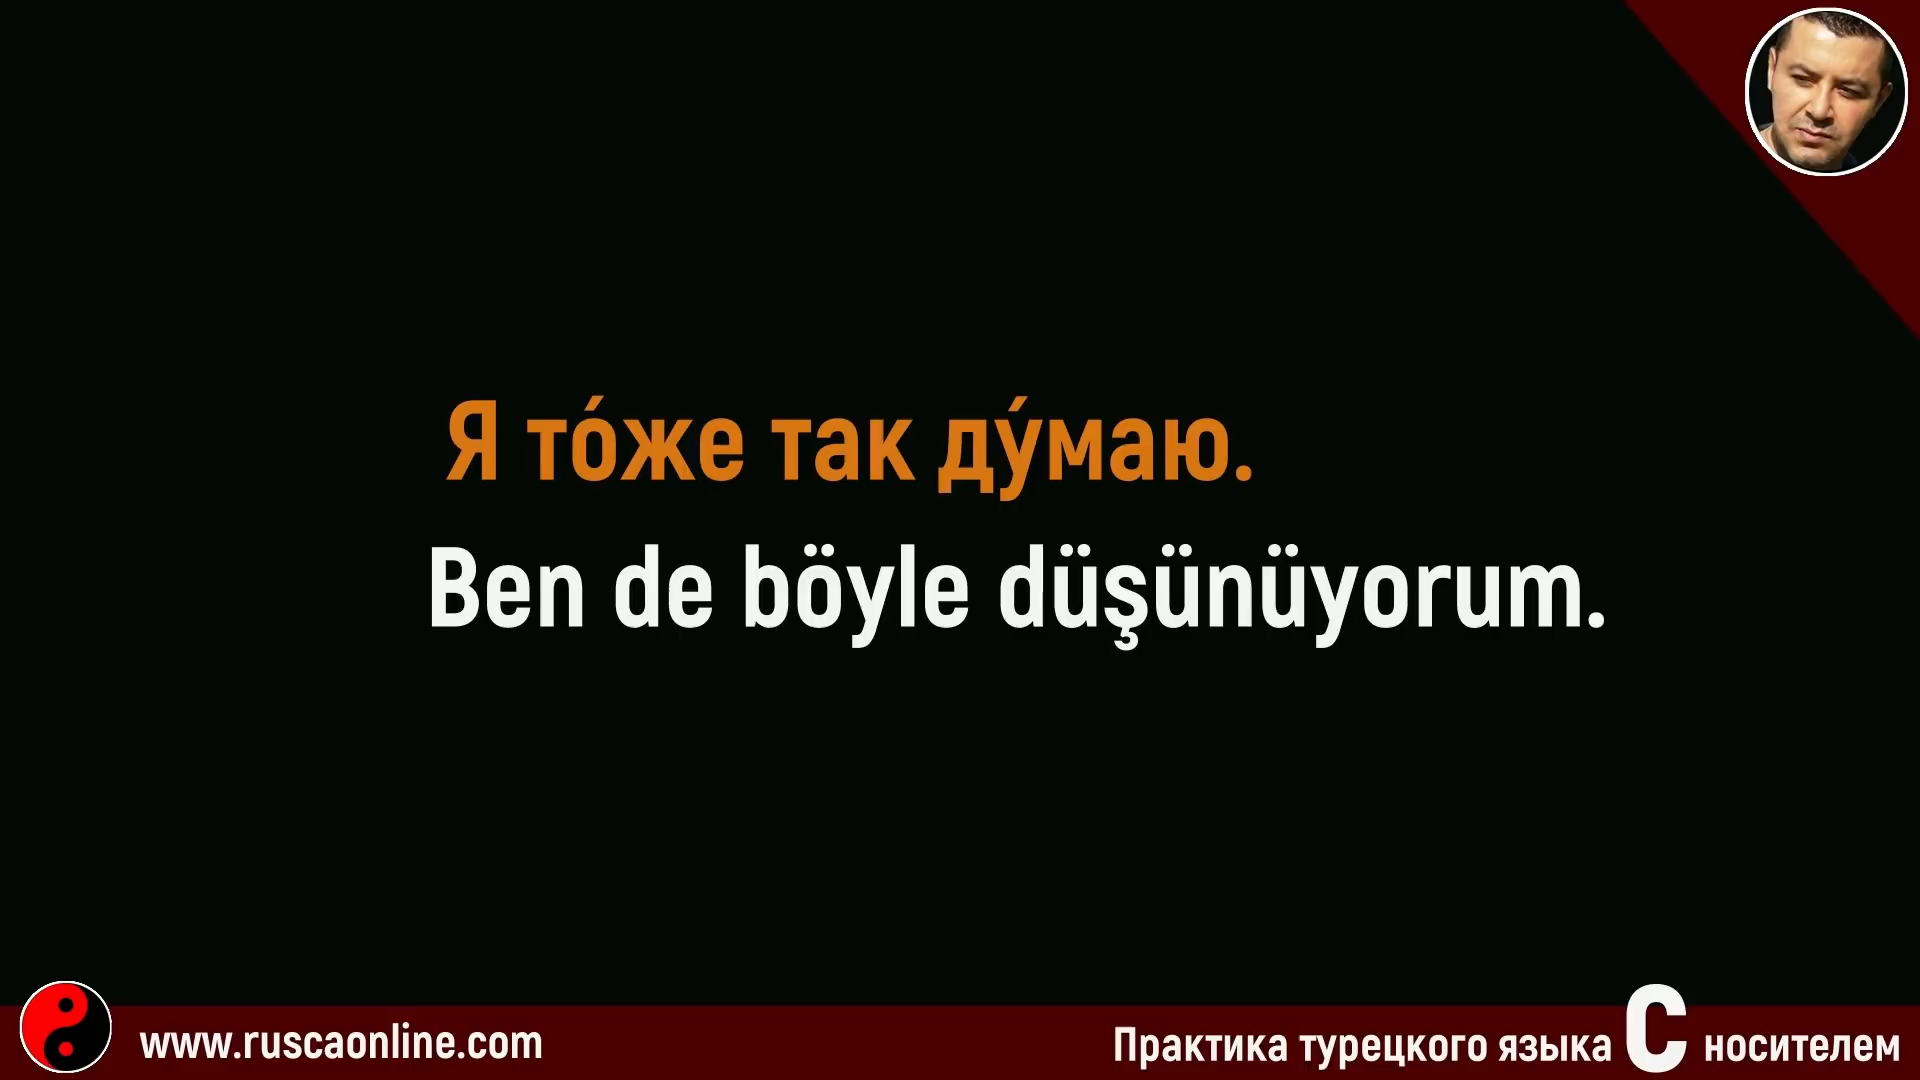 Я то́же так ду́маю.
Ben de böyle düşünüyorum.
www.ruscaonline.com
Практика турецкого языка С носителем